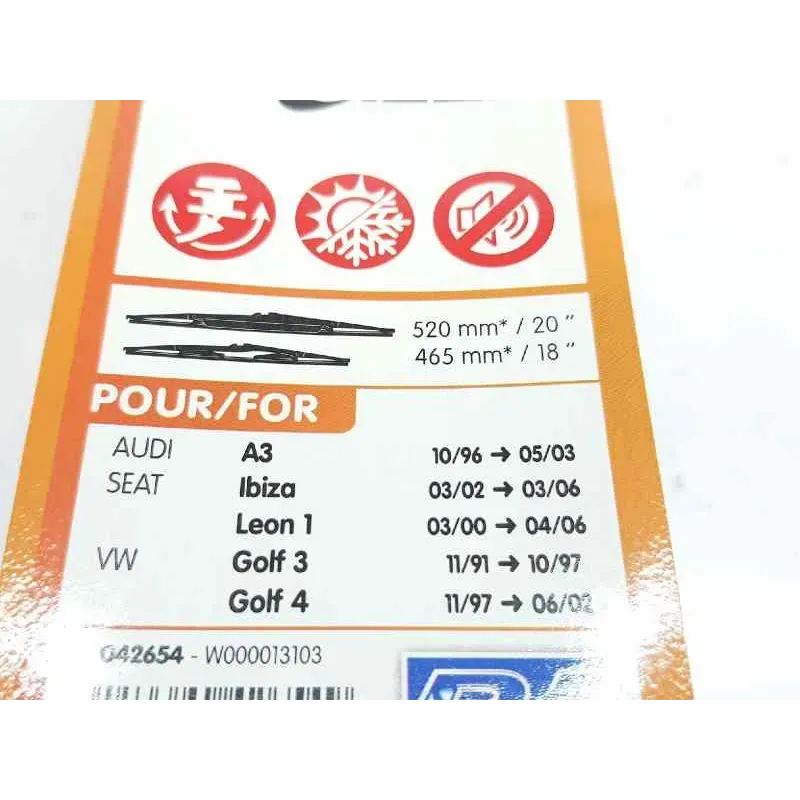 520 mm* / 20 "
465 mm* / 18 "
POUR/FOR
AUDI A3 10/96 → 05/03
SEAT Ibiza 03/02 → 03/06
Leon 1 03/00 → 04/06
VW Golf 3 11/91 → 10/97
Golf 4 11/97 → 06/02
042654 - W000013103